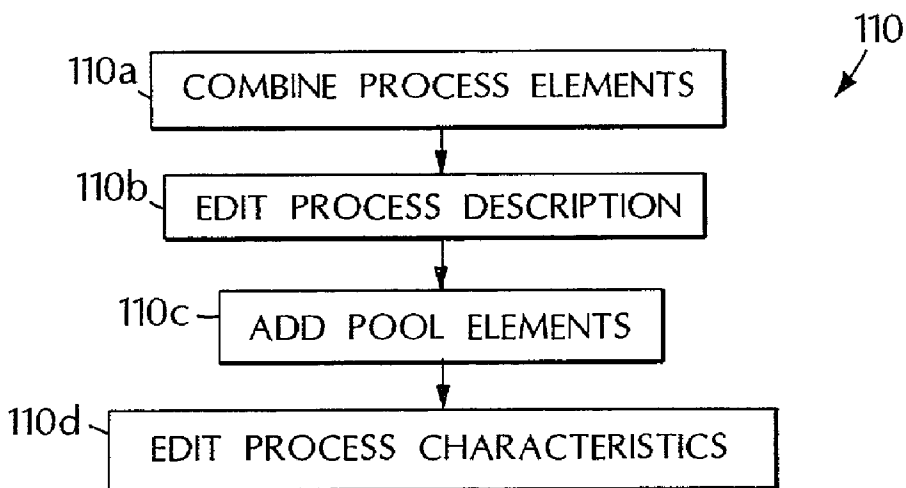 110
110a
COMBINE PROCESS ELEMENTS
110b
EDIT PROCESS DESCRIPTION
110c
ADD POOL ELEMENTS
110d
EDIT PROCESS CHARACTERISTICS